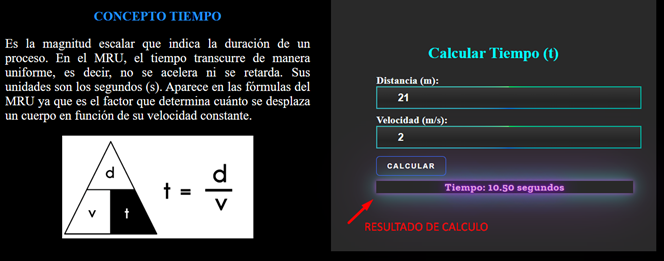 CONCEPTO TIEMPO
Es la magnitud escalar que indica la duración de un
proceso. En el MRU, el tiempo transcurre de manera
uniforme, es decir, no se acelera ni se retarda. Sus
unidades son los segundos (s). Aparece en las fórmulas del
MRU ya que es el factor que determina cuánto se desplaza
un cuerpo en función de su velocidad constante.
d
v t
t = d
v
Calcular Tiempo (t)
Distancia (m):
21
Velocidad (m/s):
2
CALCULAR
Tiempo: 10.50 segundos
RESULTADO DE CALCULO